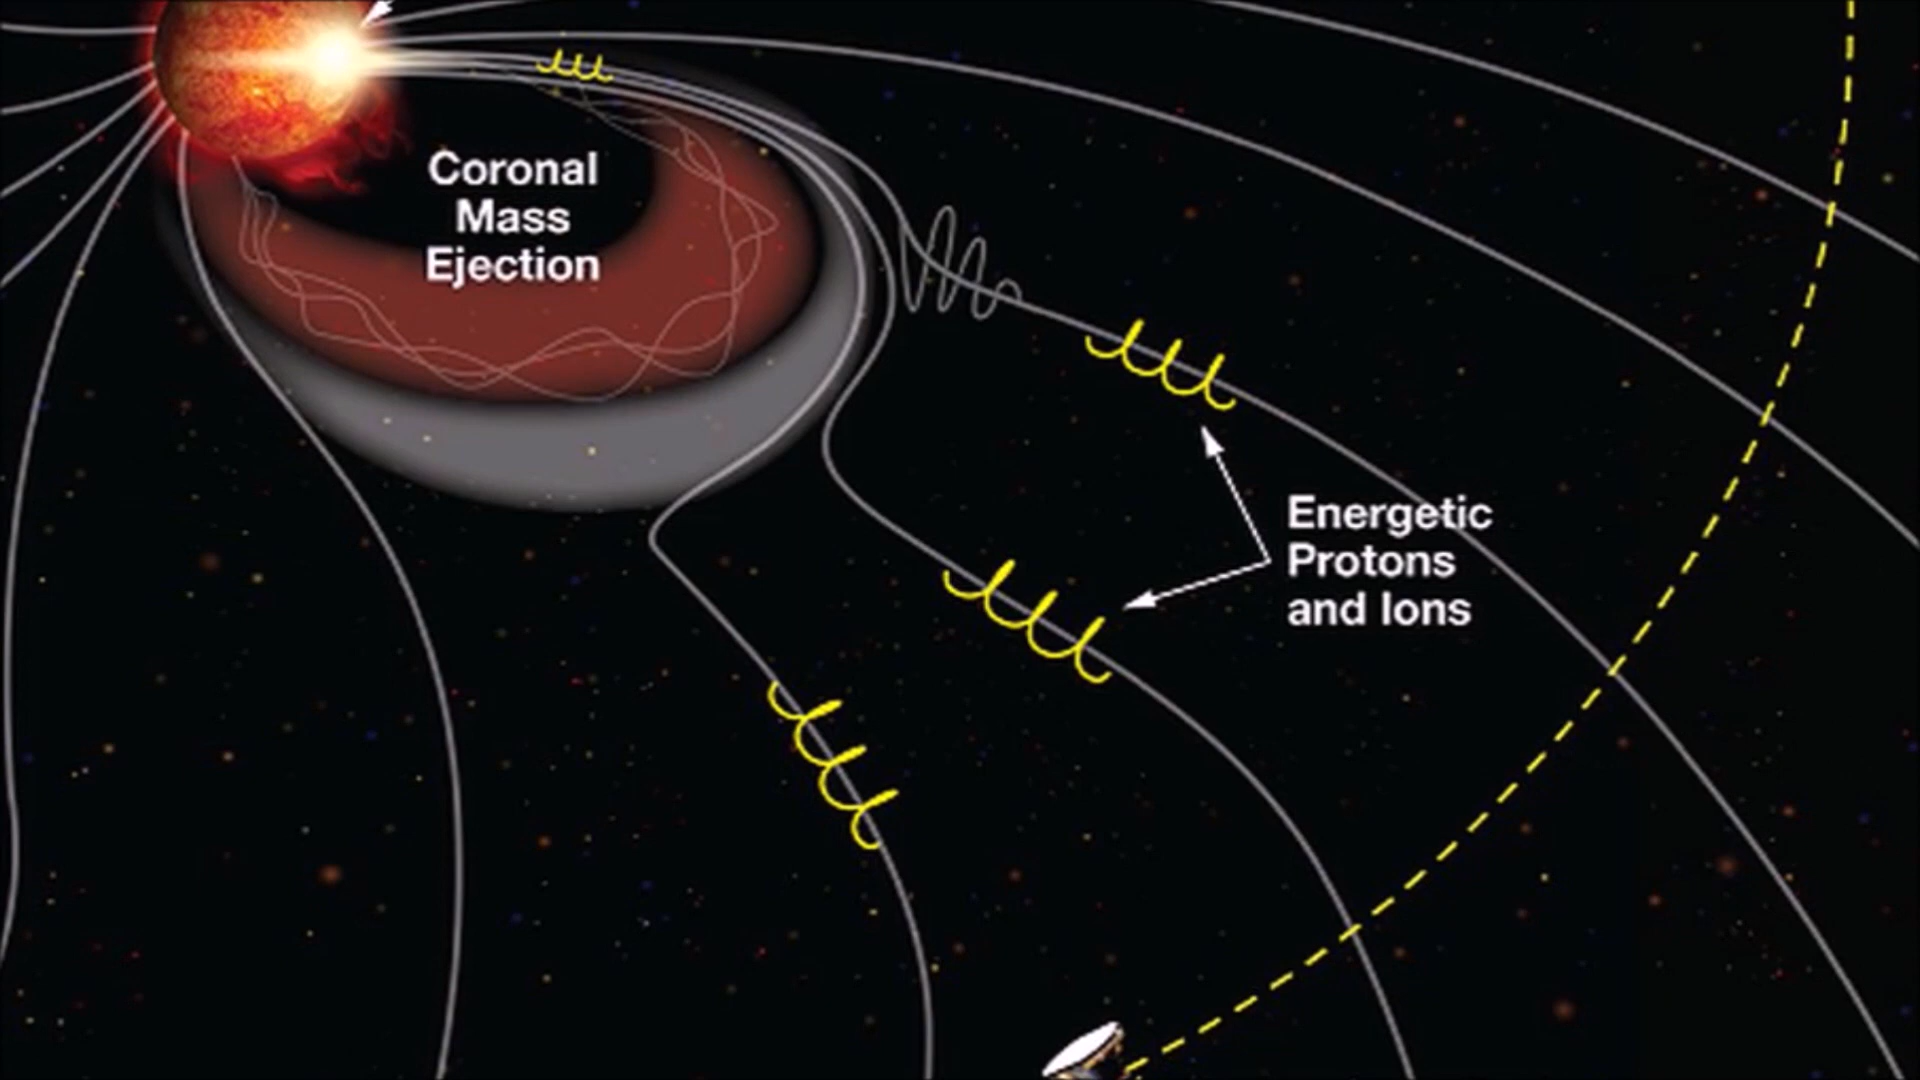 Coronal
Mass
Ejection
Energetic
Protons
and Ions